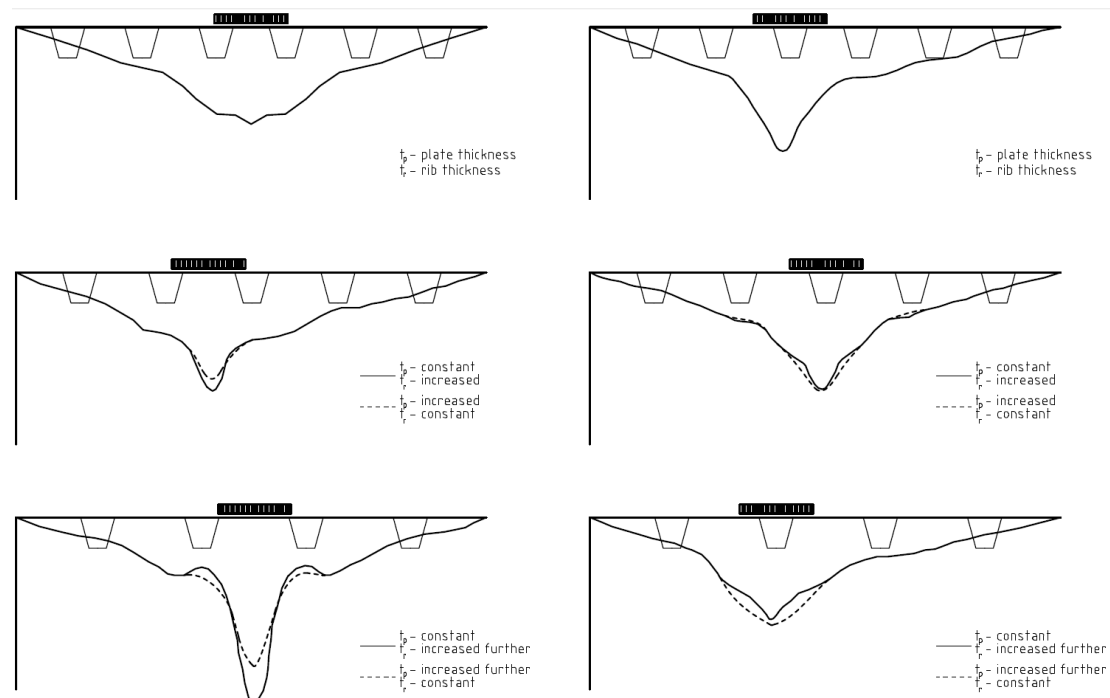 tp – plate thickness
tr – rib thickness
tp – plate thickness
tr – rib thickness
tp – constant
tr – increased
tp – increased
tr – constant
tp – constant
tr – increased
tp – increased
tr – constant
tp – constant
tr – increased further
tp – increased further
tr – constant
tp – constant
tr – increased further
tp – increased further
tr – constant